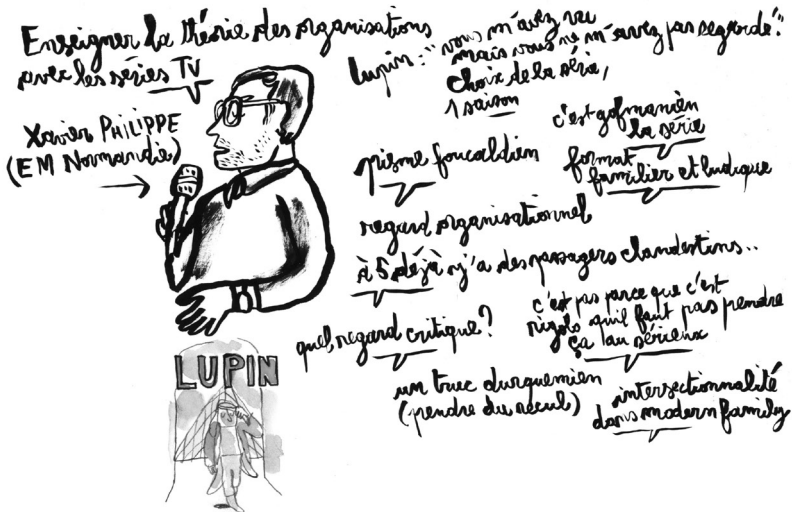 Enseigner la théorie des organisations
avec les séries TV
Xavier PHILIPPE
(EM Normandie)
Lupin: "vous m'avez vu
mais vous ne m'avez pas regardé."
choix de la série,
1 saison
c'est gofmanien
la série
prisme foucaldien
format
familier et ludique
regard organisationnel
à 5 déjà y'a des passagers clandestins..
quel regard critique?
c'est pas parce que c'est
rigolo qu'il faut pas prendre
ça au sérieux
un truc durquemien
(prendre du recul)
intersectionnalité
dans modern family
LUPIN